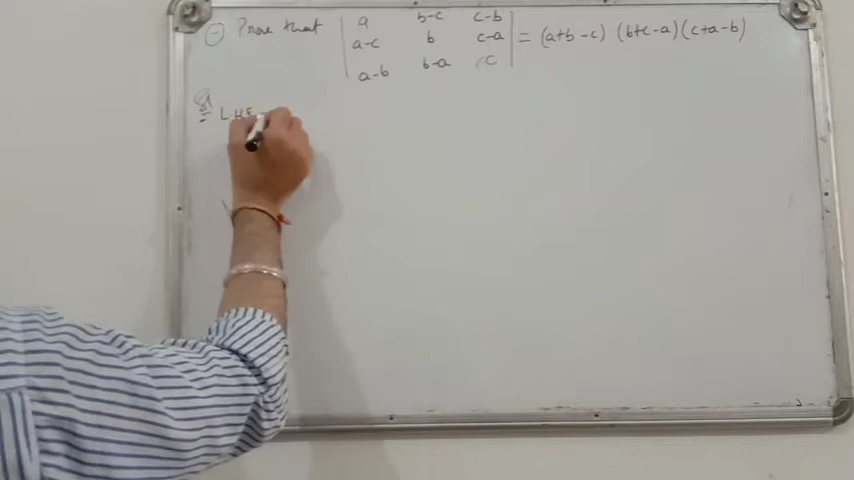 Prove that | a b-c c-b |
| a-c b c-a | = (a+b-c) (b+c-a)(c+a-b)
| a-b b-a c |
Sol LHS